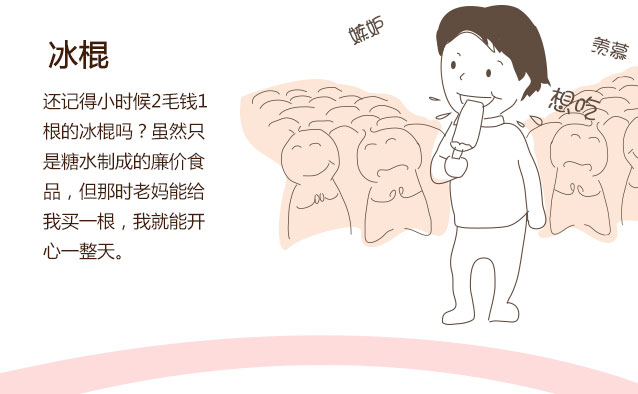 冰棍
还记得小时候2毛钱1
根的冰棍吗？虽然只
是糖水制成的廉价食
品，但那时老妈能给
我买一根，我就能开
心一整天。
嫉妒
羡慕
想吃